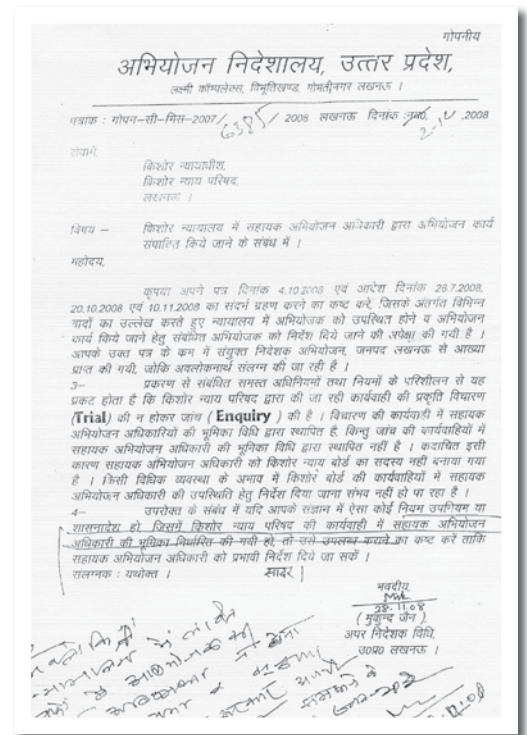 गोपनीय
अभियोजन निदेशालय, उत्तर प्रदेश,
लक्ष्मी कॉम्पलेक्स, विभूतिखण्ड, गोमतीनगर लखनऊ ।
पत्रांक : गोपन-सी-मिस-2007/6385/ 2008 लखनऊ दिनांक :नव0, ,2008
सेवामें,
किशोर न्यायाधीश,
किशोर न्याय परिषद,
लखनऊ ।
विषय – किशोर न्यायालय में सहायक अभियोजन अधिकारी द्वारा अभियोजन कार्य
संपादित किये जाने के संबंध में ।
महोदय,
कृपया अपने पत्र दिनांक 4.10.2008 एवं आदेश दिनांक 26.7.2008,
20.10.2008 एवं 10.11.2008 का संदर्भ ग्रहण करने का कष्ट करें, जिसके अंतर्गत विभिन्न
वादों का उल्लेख करते हुए न्यायालय में अभियोजक को उपस्थित होने व अभियोजन
कार्य किये जाने हेतु संबंधित अभियोजक को निर्देश दिये जाने की अपेक्षा की गयी है ।
आपके उक्त पत्र के क्रम में संयुक्त निदेशक अभियोजन, जनपद लखनऊ से आख्या
प्राप्त की गयी, जोकि अवलोकनार्थ संलग्न की जा रही है ।
3– प्रकरण से संबंधित समस्त अधिनियमों तथा नियमों के परिशीलन से यह
प्रकट होता है कि किशोर न्याय परिषद द्वारा की जा रही कार्यवाही की प्रकृति विचारण
(Trial) की न होकर जांच (Enquiry) की है । विचारण की कार्यवाही में सहायक
अभियोजन अधिकारियों की भूमिका विधि द्वारा स्थापित है, किन्तु जांच की कार्यवाहियों में
सहायक अभियोजन अधिकारी की भूमिका विधि द्वारा स्थापित नहीं है । कदाचित इसी
कारण सहायक अभियोजन अधिकारी को किशोर न्याय बोर्ड का सदस्य नहीं बनाया गया
है । किसी विधिक व्यवस्था के अभाव में किशोर बोर्ड की कार्यवाहियों में सहायक
अभियोजन अधिकारी की उपस्थिति हेतु निर्देश दिया जाना संभव नहीं हो पा रहा है ।
4– उपरोक्त के संबंध में यदि आपके संज्ञान में ऐसा कोई नियम उपनियम या
शासनादेश हो, जिसमें किशोर न्याय परिषद की कार्यवाही में सहायक अभियोजन
अधिकारी की भूमिका निर्धारित की गयी हो, तो उसे उपलब्ध कराने का कष्ट करें ताकि
सहायक अभियोजन अधिकारी को प्रभावी निर्देश दिये जा सकें ।
संलग्नक : यथोक्त ।
सादर ।
भवदीय,
28.11.08
( मुकुन्द जैन ),
अपर निदेशक विधि,
उ0प्र0 लखनऊ ।